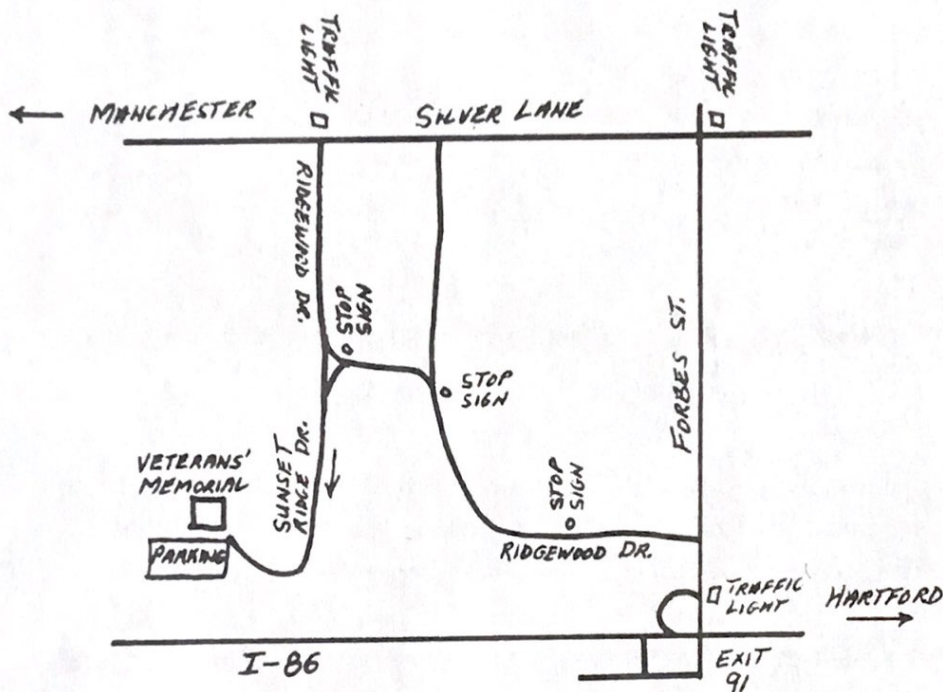 TRAFFIC
LIGHT
TRAFFIC
LIGHT
← MANCHESTER
SILVER LANE
RIDGEWOOD DR.
STOP
SIGN
STOP
SIGN
FORBES ST.
VETERANS'
MEMORIAL
SUNSET
RIDGE DR.
STOP
SIGN
PARKING
RIDGEWOOD DR.
TRAFFIC
LIGHT
HARTFORD
→
I-86
EXIT
91